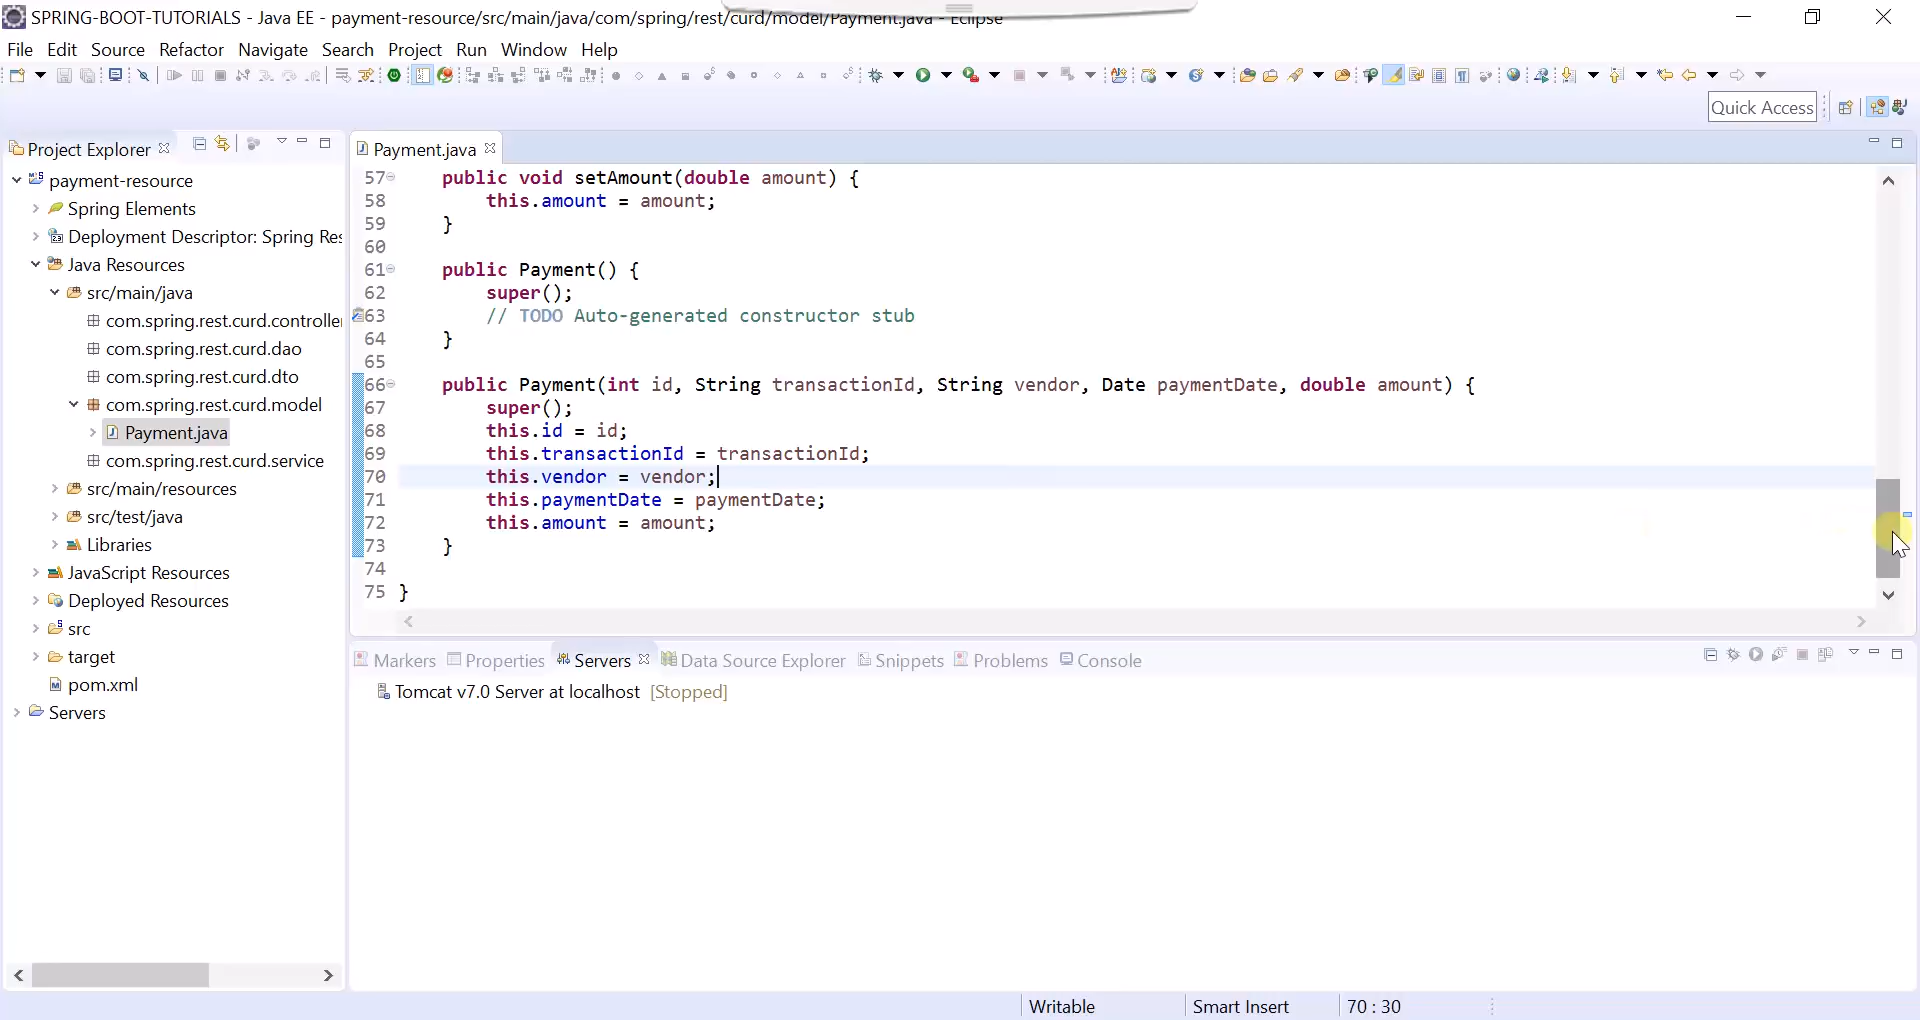 SPRING-BOOT-TUTORIALS - Java EE - payment-resource/src/main/java/com/spring/rest/curd/model/Payment.java - Eclipse
File Edit Source Refactor Navigate Search Project Run Window Help
Quick Access
Project Explorer
payment-resource
Spring Elements
Deployment Descriptor: Spring Res
Java Resources
src/main/java
com.spring.rest.curd.controlle
com.spring.rest.curd.dao
com.spring.rest.curd.dto
com.spring.rest.curd.model
Payment.java
com.spring.rest.curd.service
src/main/resources
src/test/java
Libraries
JavaScript Resources
Deployed Resources
src
target
pom.xml
Servers
Payment.java
57 public void setAmount(double amount) {
58 this.amount = amount;
59 }
60
61 public Payment() {
62 super();
63 // TODO Auto-generated constructor stub
64 }
65
66 public Payment(int id, String transactionId, String vendor, Date paymentDate, double amount) {
67 super();
68 this.id = id;
69 this.transactionId = transactionId;
70 this.vendor = vendor;
71 this.paymentDate = paymentDate;
72 this.amount = amount;
73 }
74
75 }
Markers Properties Servers Data Source Explorer Snippets Problems Console
Tomcat v7.0 Server at localhost [Stopped]
Writable Smart Insert 70 : 30